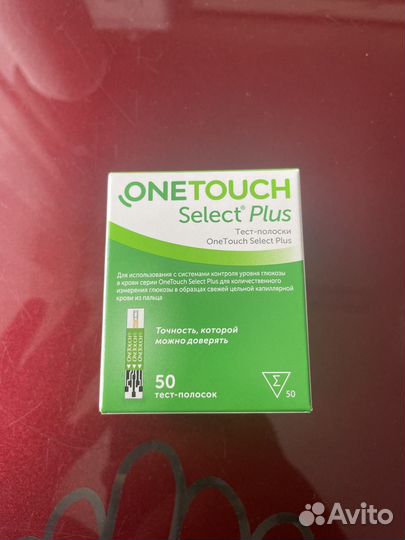 ONETOUCH
Select® Plus
Тест-полоски
OneTouch Select Plus
Для использования с системами контроля уровня глюкозы
в крови серии OneTouch Select Plus для количественного
измерения глюкозы в образцах свежей цельной капиллярной
крови из пальца
Точность, которой
можно доверять
50
тест-полосок
Σ
50
Avito